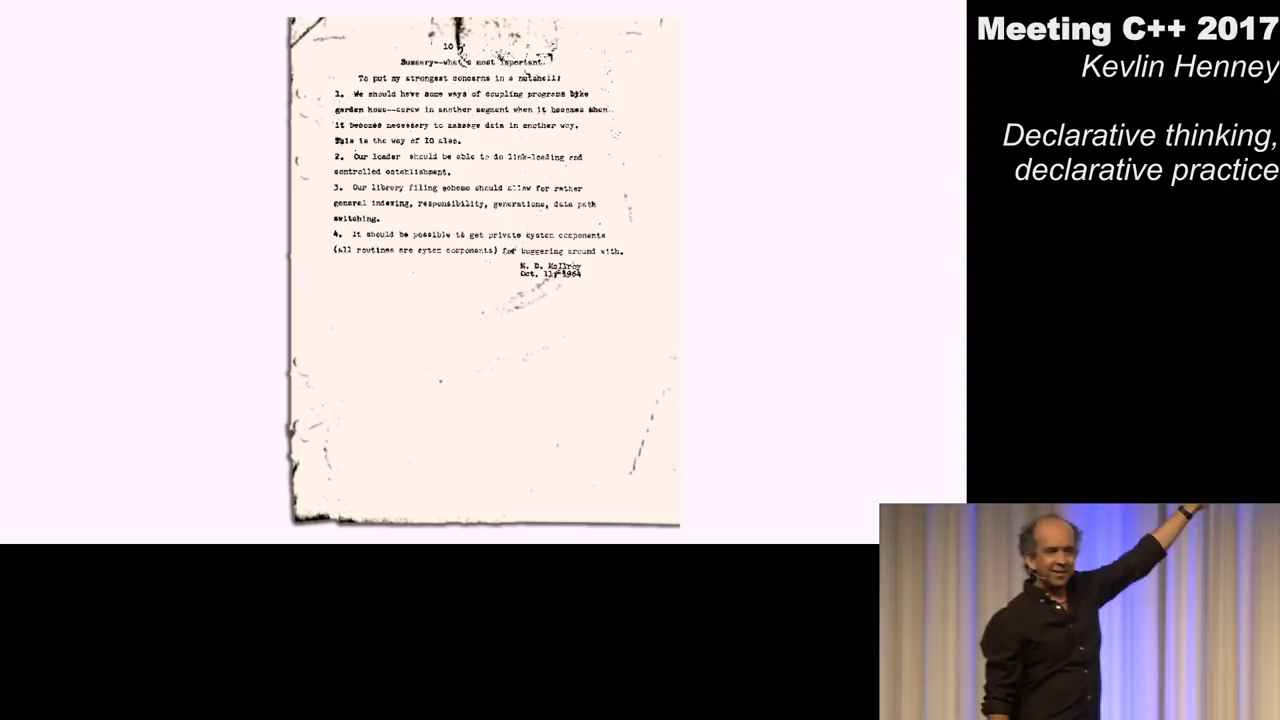 Meeting C++ 2017
Kevlin Henney
Declarative thinking,
declarative practice
10
Summary--what's most important.
To put my strongest concerns in a nutshell:
1. We should have some ways of coupling programs like
garden hose--screw in another segment when it becomes when
it becomes necessary to massage data in another way.
This is the way of IO also.
2. Our loader should be able to do link-loading and
controlled establishment.
3. Our library filing scheme should allow for rather
general indexing, responsibility, generations, data path
switching.
4. It should be possible to get private system components
(all routines are sytem components) for buggering around with.
M. D. McIlroy
Oct. 11, 1964